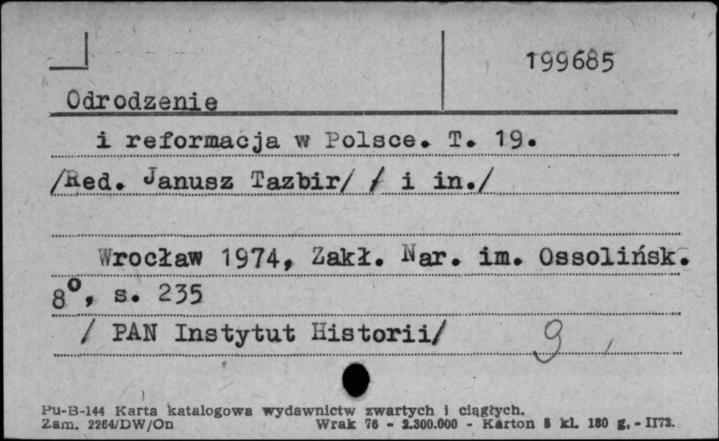 199685
Odrodzenie
i reformacja w Polsce. T. 19.
/Red. Janusz Tazbir/ / i in./
Wrocław 1974, Zakł. Nar. im. Ossolińsk.
8°, s. 235
/ PAN Instytut Historii/ 9
Pu-B-144 Karta katalogowa wydawnictw zwartych i ciągłych.
Zam. 2264/DW/On Wrak 76 - 2.300.000 - Karton 8 kl. 180 g. - II73.